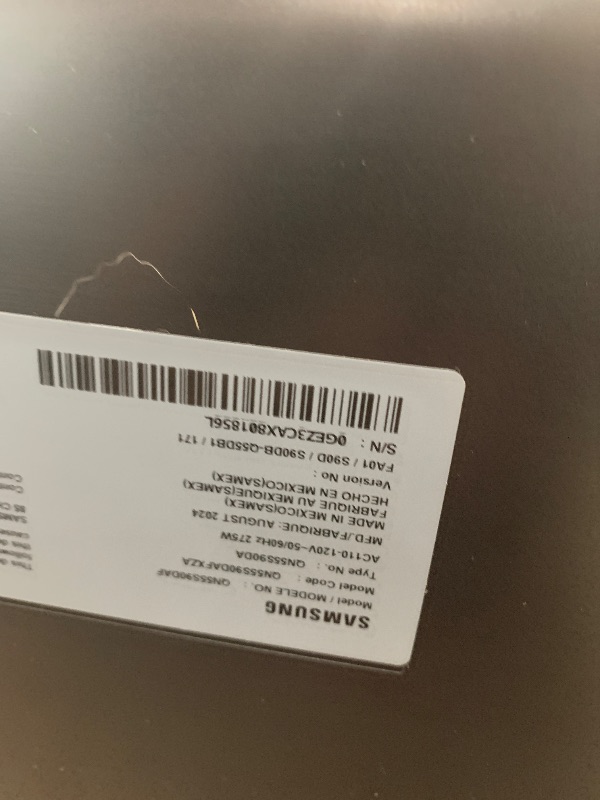 SAMSUNG
Model / MODELE NO. : QN55S90DAF
Model Code : QN55S90DAFXZA
Type No. : QN55S90DA
AC110-120V~50/60Hz 275W
MFD./FABRIQUE: AUGUST 2024
MADE IN MEXICO(SAMEX)
FABRIQUE AU MEXIQUE(SAMEX)
HECHO EN MEXICO(SAMEX)
Version No :
FA01 / S90D / S90DB-Q55DB1 / 171
S/N : 0GEZ3CAX801856L
This de